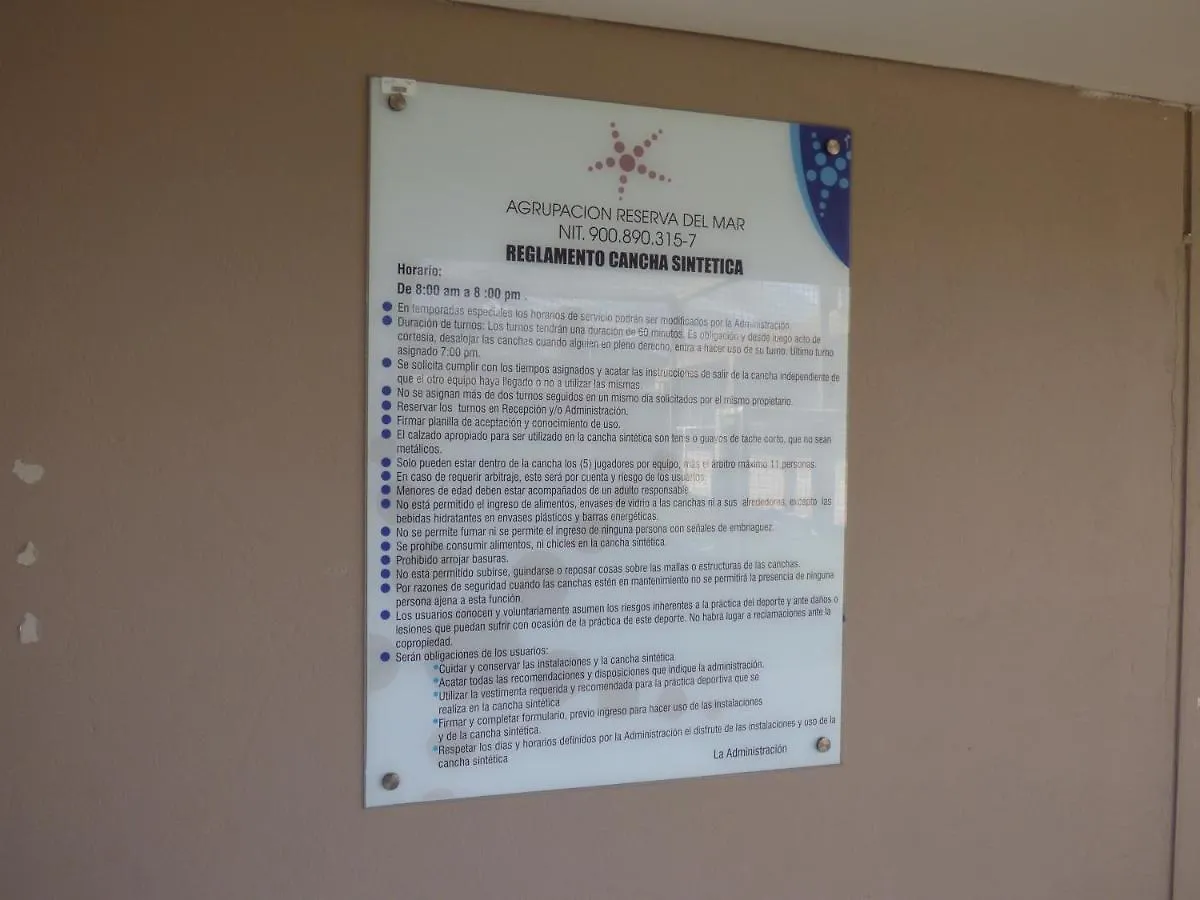 AGRUPACION RESERVA DEL MAR
NIT. 900.890.315-7
REGLAMENTO CANCHA SINTETICA
Horario:
De 8:00 am a 8 :00 pm .
En temporadas especiales los horarios de servicio podrán ser modificados por la Administración.
Duración de turnos: Los turnos tendrán una duración de 60 minutos. Es obligación y desde luego acto de
cortesía, desalojar las canchas cuando alguien en pleno derecho, entra a hacer uso de su turno. Ultimo turno
asignado 7:00 pm.
Se solicita cumplir con los tiempos asignados y acatar las instrucciones de salir de la cancha independiente de
que el otro equipo haya llegado o no a utilizar las mismas.
No se asignan más de dos turnos seguidos en un mismo día solicitados por el mismo propietario.
Reservar los turnos en Recepción y/o Administración.
Firmar planilla de aceptación y conocimiento de uso.
El calzado apropiado para ser utilizado en la cancha sintética son tenis o guayos de tache corto, que no sean
metálicos.
Solo pueden estar dentro de la cancha los (5) jugadores por equipo, más el árbitro máximo 11 personas.
En caso de requerir arbitraje, este será por cuenta y riesgo de los usuarios.
Menores de edad deben estar acompañados de un adulto responsable.
No está permitido el ingreso de alimentos, envases de vidrio a las canchas ni a sus alrededores, excepto las
bebidas hidratantes en envases plásticos y barras energéticas.
No se permite fumar ni se permite el ingreso de ninguna persona con señales de embriaguez.
Se prohíbe consumir alimentos, ni chicles en la cancha sintética.
Prohibido arrojar basuras.
No está permitido subirse, guindarse o reposar cosas sobre las mallas o estructuras de las canchas.
Por razones de seguridad cuando las canchas estén en mantenimiento no se permitirá la presencia de ninguna
persona ajena a esta función.
Los usuarios conocen y voluntariamente asumen los riesgos inherentes a la práctica del deporte y ante daños o
lesiones que puedan sufrir con ocasión de la práctica de este deporte. No habrá lugar a reclamaciones ante la
copropiedad.
Serán obligaciones de los usuarios:
*Cuidar y conservar las instalaciones y la cancha sintética
*Acatar todas las recomendaciones y disposiciones que indique la administración.
*Utilizar la vestimenta requerida y recomendada para la práctica deportiva que se
realiza en la cancha sintética
*Firmar y completar formulario, previo ingreso para hacer uso de las instalaciones
y de la cancha sintética.
*Respetar los días y horarios definidos por la Administración el disfrute de las instalaciones y uso de la
cancha sintética
La Administración